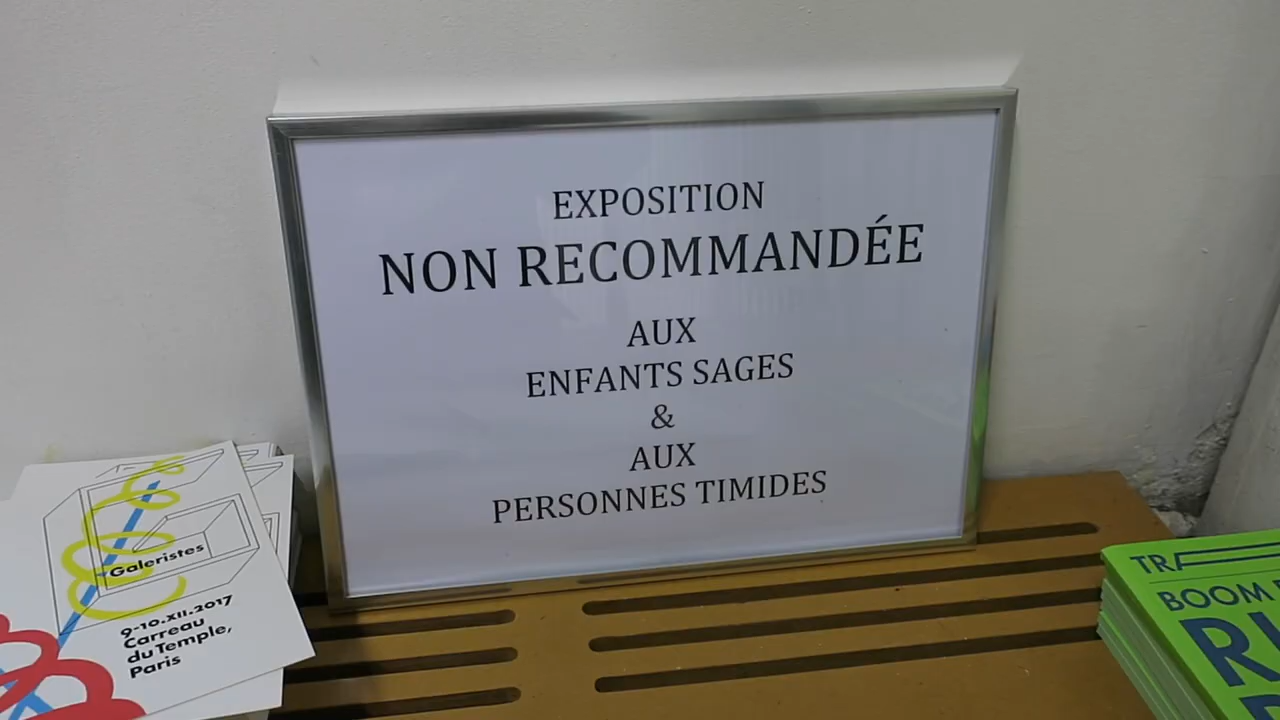 EXPOSITION
NON RECOMMANDÉE
AUX
ENFANTS SAGES
&
AUX
PERSONNES TIMIDES
Galeristes
9-10.XII.2017
Carreau
du Temple,
Paris
BOOM